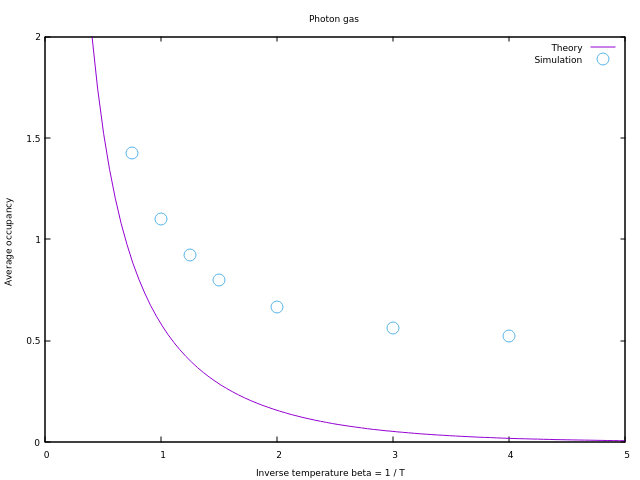 Photon gas
Theory
Simulation
Average occupancy
2
1.5
1
0.5
0
0 1 2 3 4 5
Inverse temperature beta = 1 / T